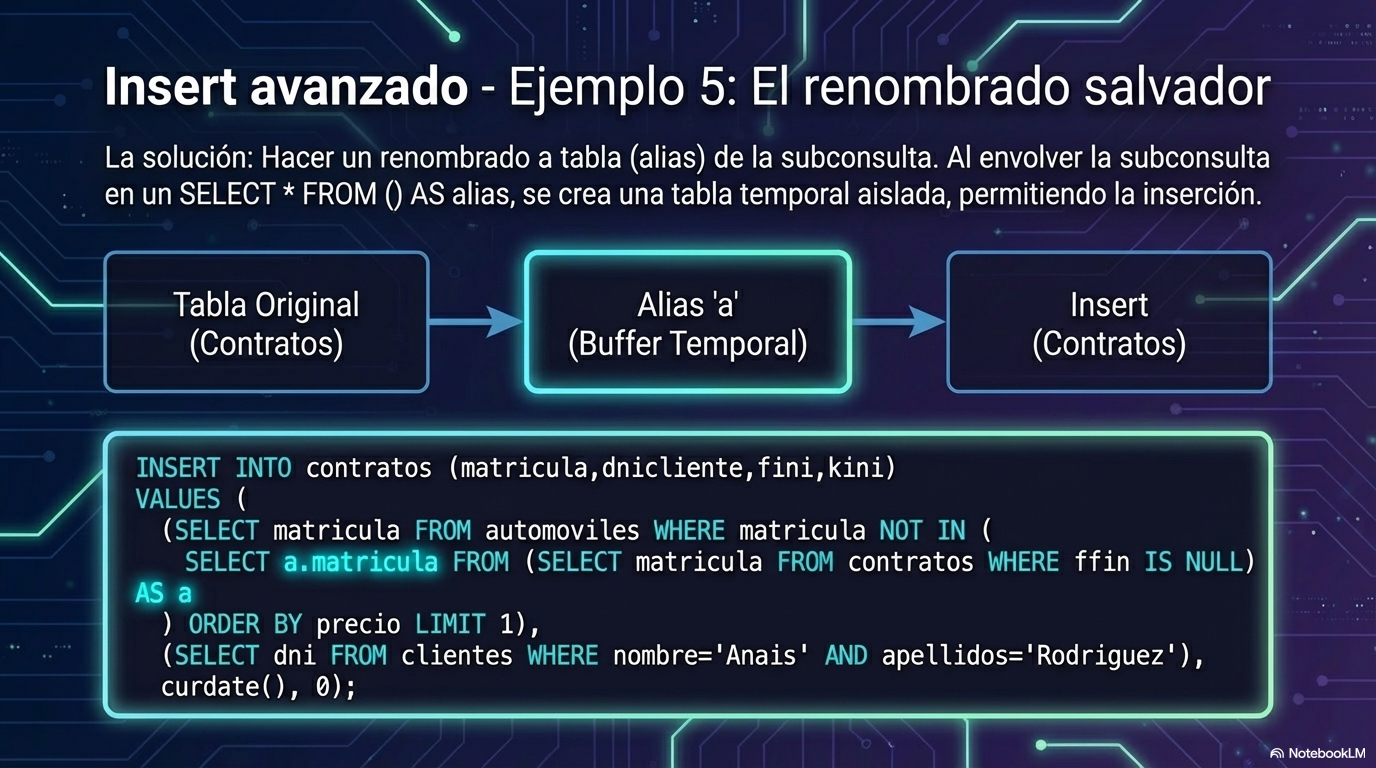 Insert avanzado - Ejemplo 5: El renombrado salvador
La solución: Hacer un renombrado a tabla (alias) de la subconsulta. Al envolver la subconsulta
en un SELECT * FROM () AS alias, se crea una tabla temporal aislada, permitiendo la inserción.
Tabla Original
(Contratos)
Alias 'a'
(Buffer Temporal)
Insert
(Contratos)
INSERT INTO contratos (matricula,dnicliente,fini,kini)
VALUES (
(SELECT matricula FROM automoviles WHERE matricula NOT IN (
SELECT a.matricula FROM (SELECT matricula FROM contratos WHERE ffin IS NULL)
AS a
) ORDER BY precio LIMIT 1),
(SELECT dni FROM clientes WHERE nombre='Anais' AND apellidos='Rodriguez'),
curdate(), 0);
NotebookLM